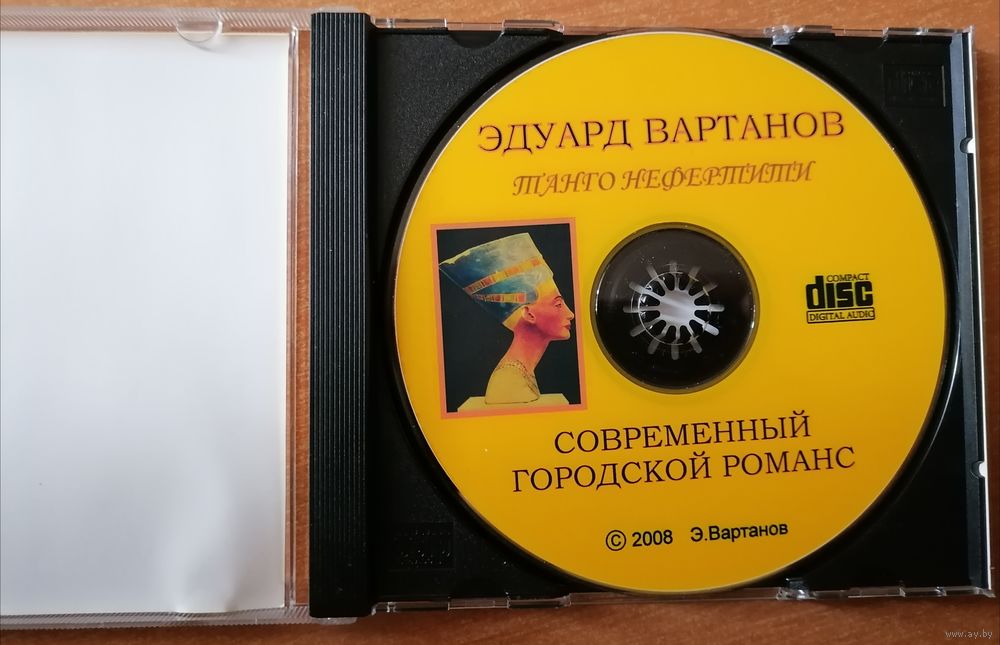 ЭДУАРД ВАРТАНОВ
ТАНГО НЕФЕРТИТИ
COMPACT
disc
DIGITAL AUDIO
СОВРЕМЕННЫЙ
ГОРОДСКОЙ РОМАНС
© 2008 Э.Вартанов
www.ay.by